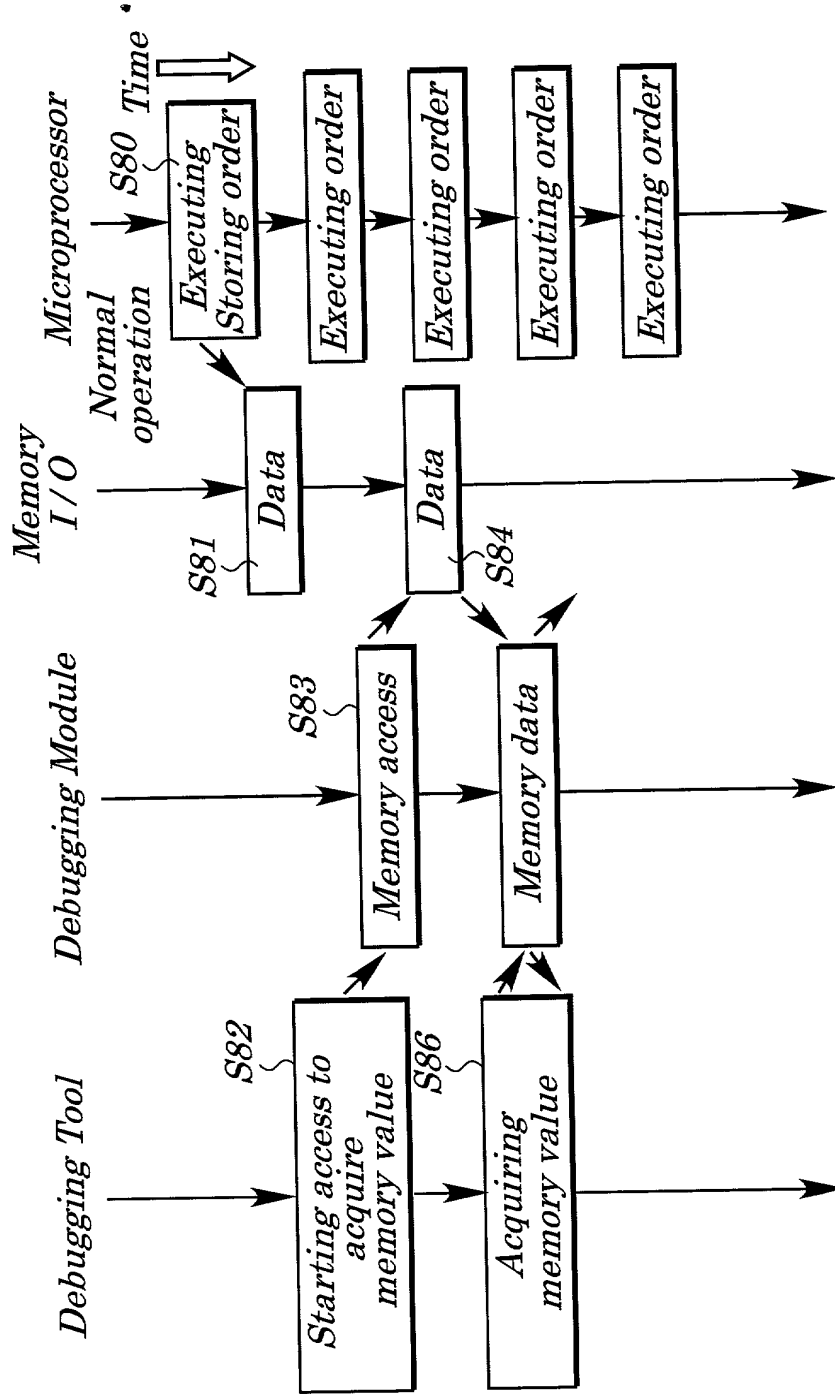 Debugging Tool
Debugging Module
Memory
I / O
Microprocessor
Normal
operation
Time
S80
Executing
Storing order
S81
Data
Executing order
S82
Starting access to
acquire
memory value
S83
Memory access
Data
S84
Executing order
S86
Acquiring
memory value
Memory data
Executing order
Executing order